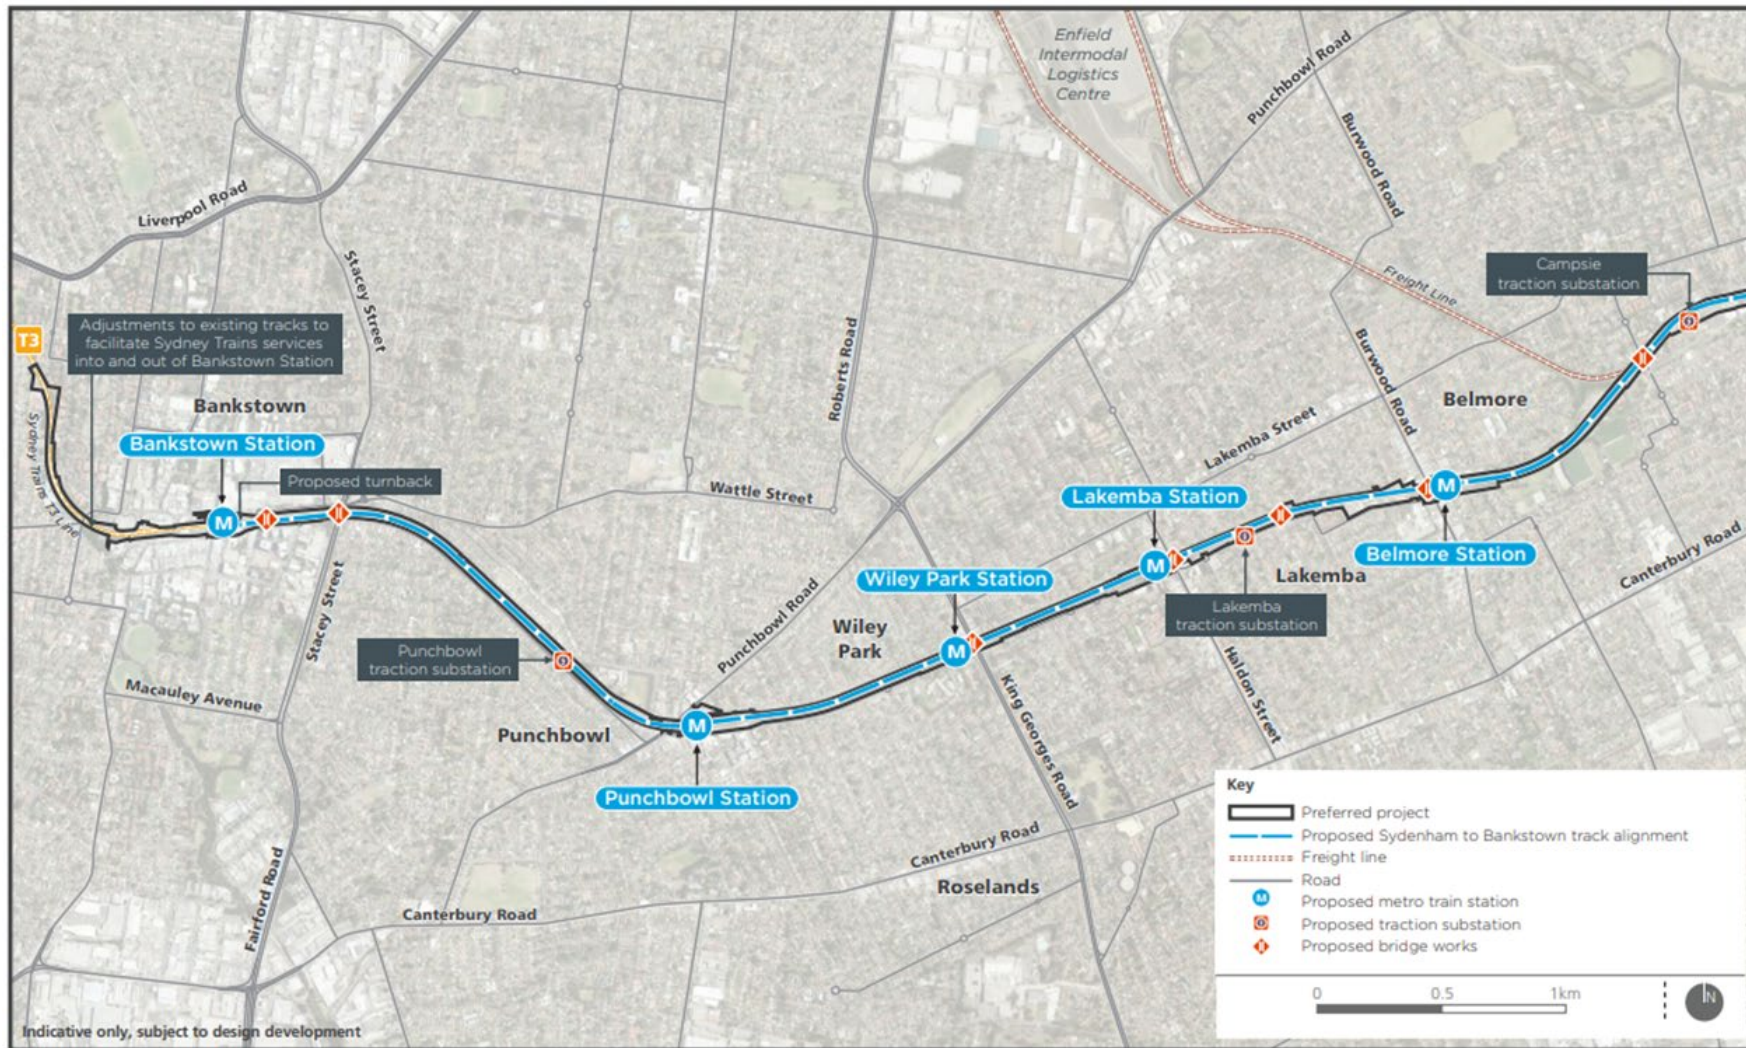 Enfield
Intermodal
Logistics
Centre
Punchbowl Road
Burwood Road
Liverpool Road
Stacey Street
Freight Line
Campsie
traction substation
T3
Adjustments to existing tracks to
facilitate Sydney Trains services
into and out of Bankstown Station
Roberts Road
Burwood Road
Belmore
Bankstown
Bankstown Station
Sydney Trains T3 Line
Proposed turnback
Wattle Street
Lakemba Street
Lakemba Station
M
M
Belmore Station
Canterbury Road
M
Lakemba
Lakemba
traction substation
Wiley Park Station
Wiley
Park
M
Stacey Street
Punchbowl
traction substation
Punchbowl Road
Macauley Avenue
Haldon Street
King Georges Road
Punchbowl
M
Punchbowl Station
Canterbury Road
Roselands
Canterbury Road
Fairford Road
Key
Preferred project
Proposed Sydenham to Bankstown track alignment
Freight line
Road
M Proposed metro train station
Proposed traction substation
Proposed bridge works
0 0.5 1km
N
Indicative only, subject to design development